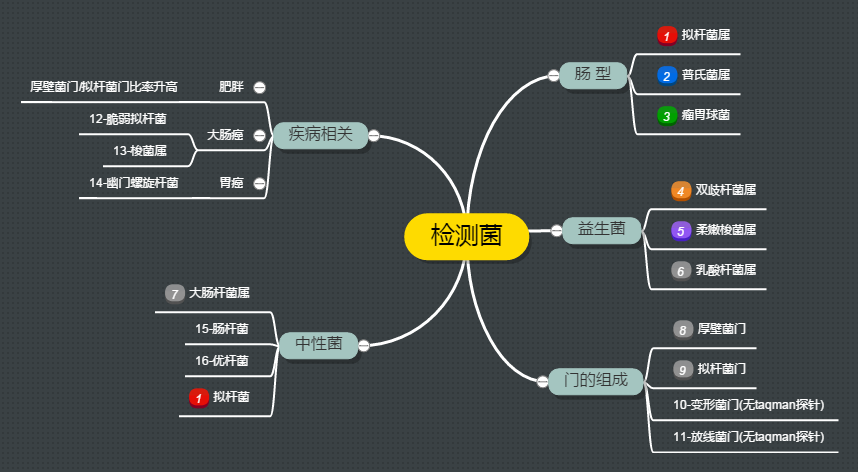 检测菌
肠 型
1 拟杆菌属
2 普氏菌属
3 瘤胃球菌
益生菌
4 双歧杆菌属
5 柔嫩梭菌属
6 乳酸杆菌属
门的组成
8 厚壁菌门
9 拟杆菌门
10-变形菌门(无taqman探针)
11-放线菌门(无taqman探针)
疾病相关
肥胖
厚壁菌门/拟杆菌门比率升高
大肠癌
12-脆弱拟杆菌
13-梭菌属
胃癌
14-幽门螺旋杆菌
中性菌
7 大肠杆菌属
15-肠杆菌
16-优杆菌
1 拟杆菌